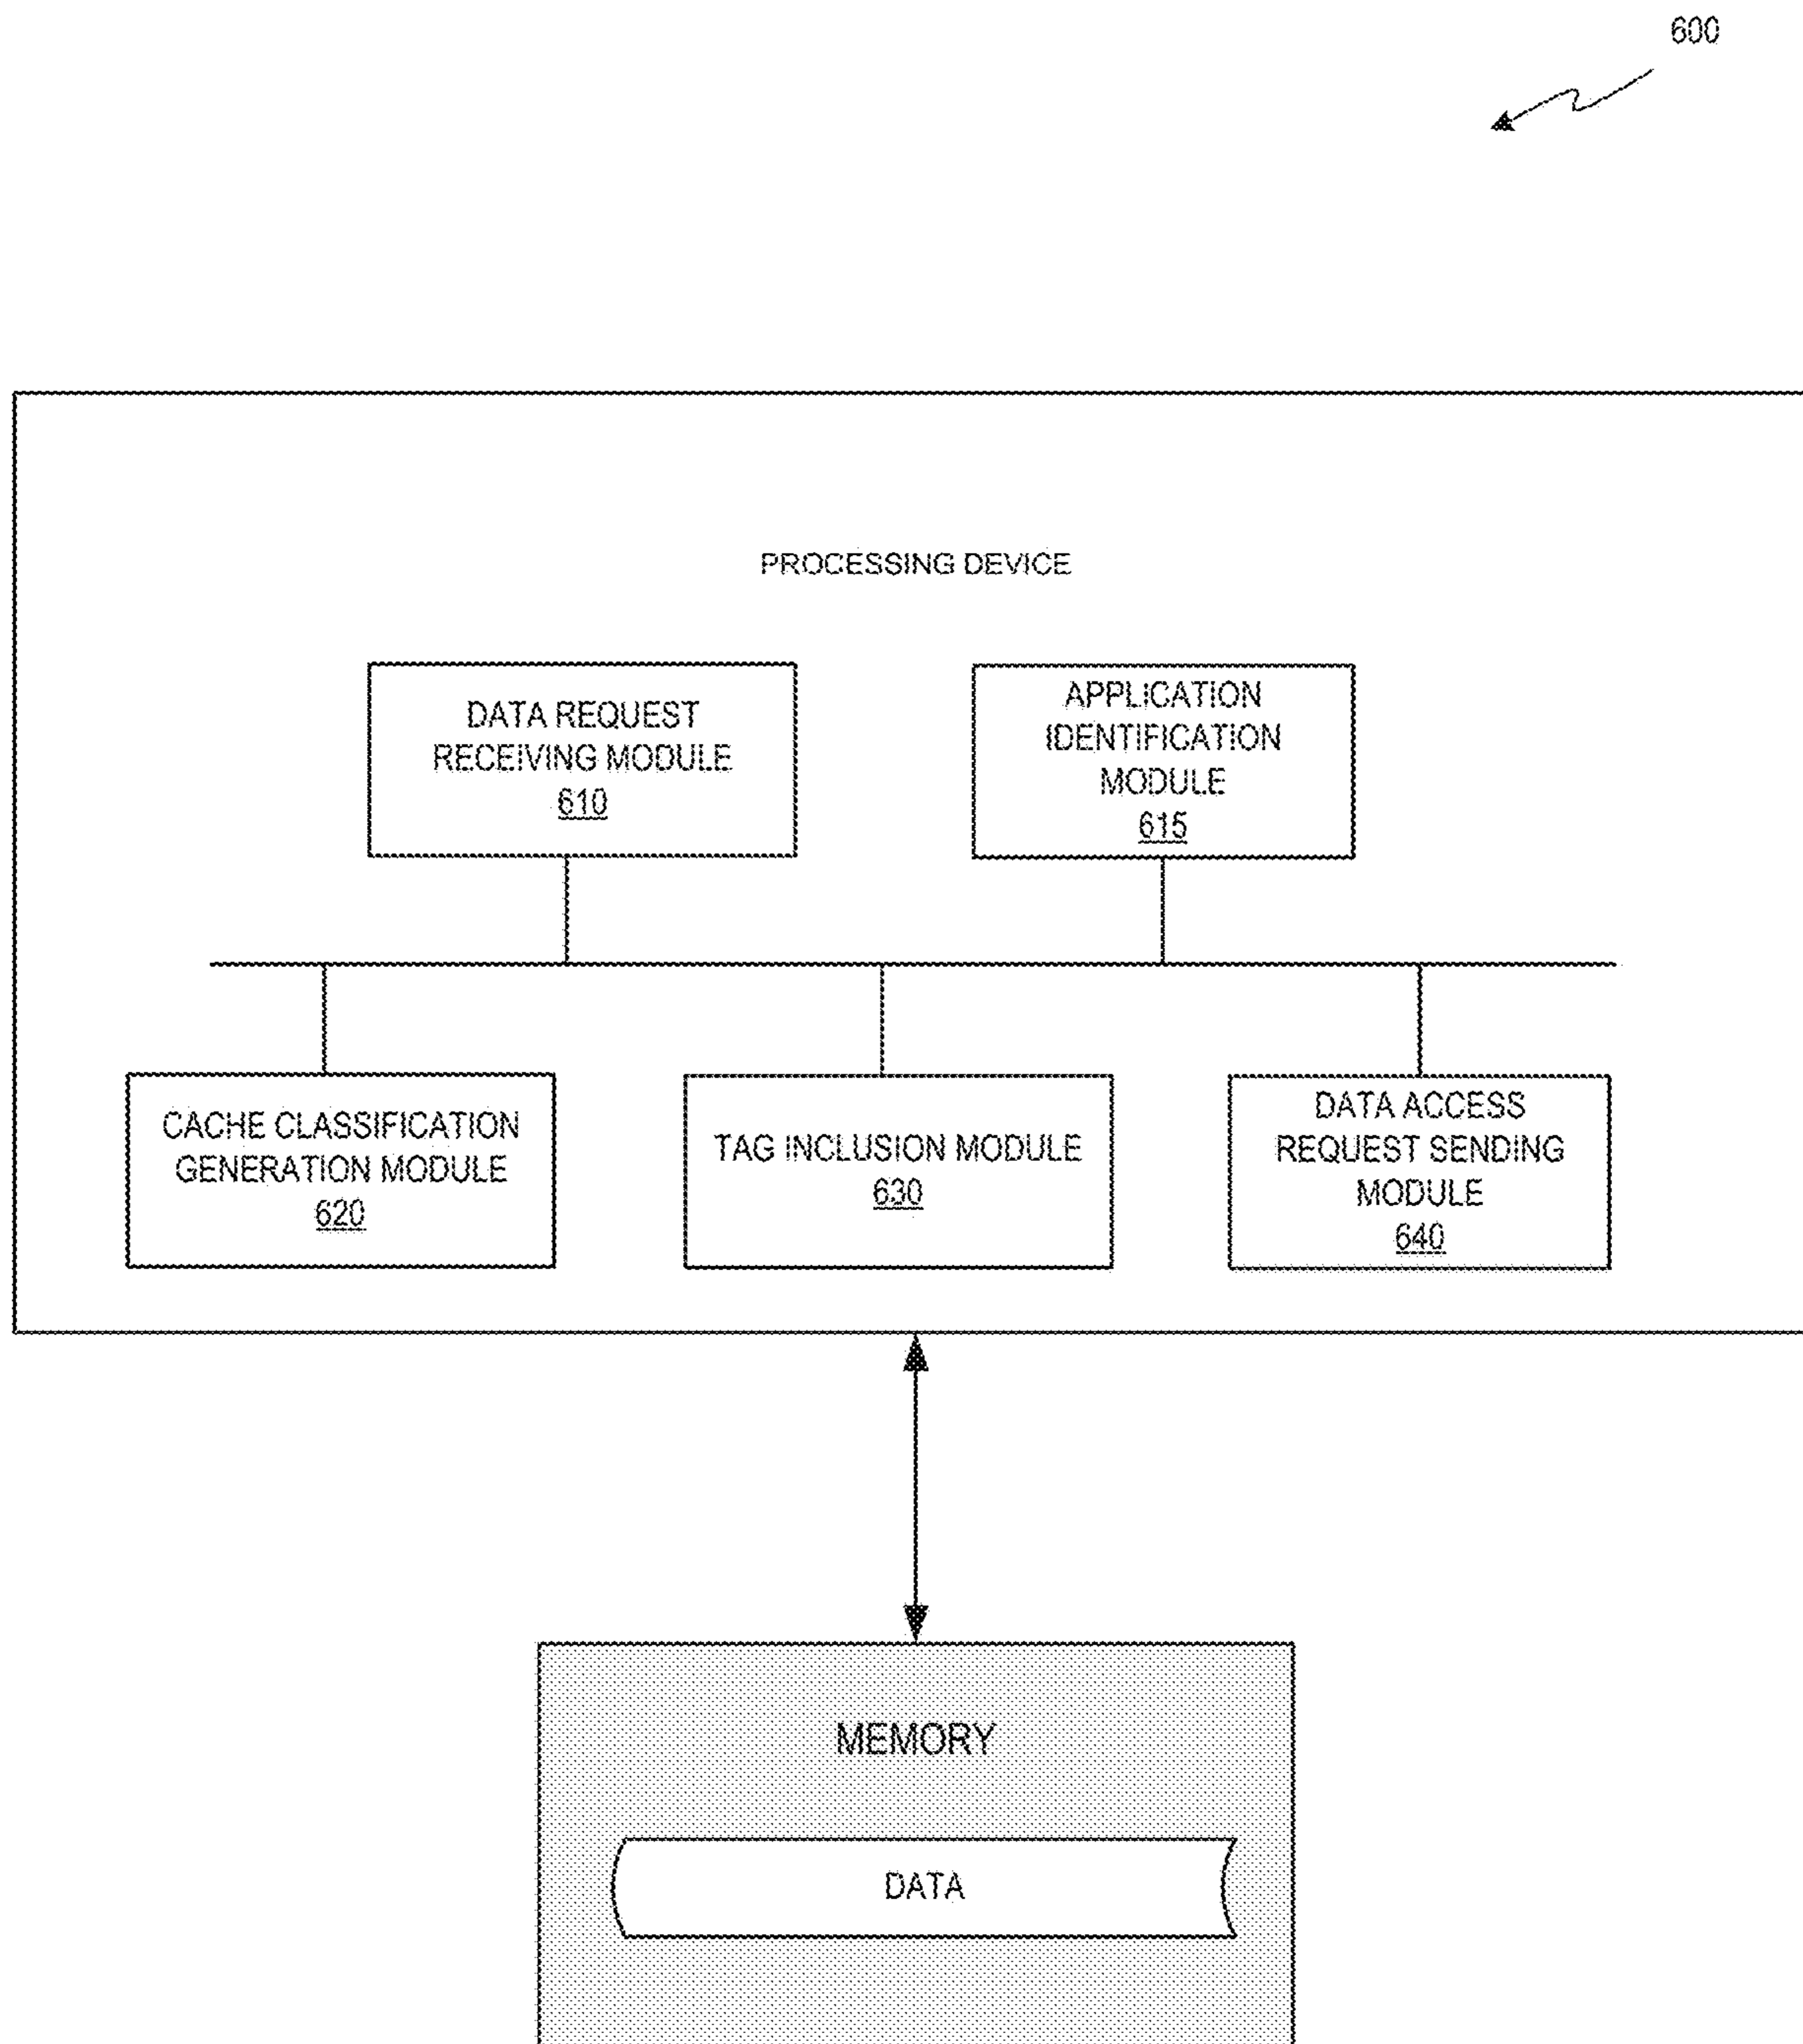 600
PROCESSING DEVICE
DATA REQUEST
RECEIVING MODULE
610
APPLICATION
IDENTIFICATION
MODULE
615
CACHE CLASSIFICATION
GENERATION MODULE
620
TAG INCLUSION MODULE
630
DATA ACCESS
REQUEST SENDING
MODULE
640
MEMORY
DATA